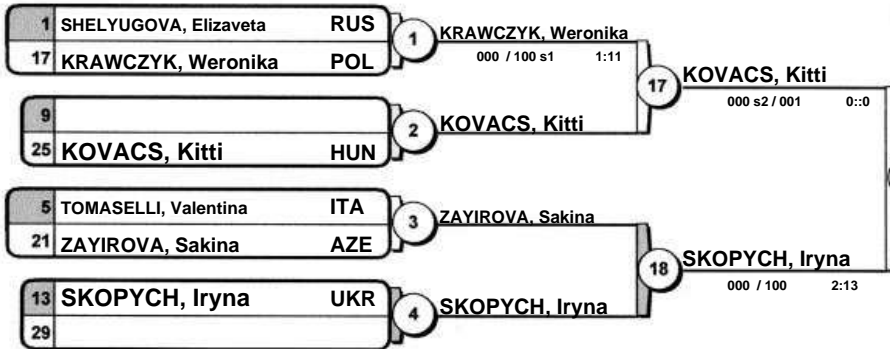 1 SHELYUGOVA, Elizaveta RUS
17 KRAWCZYK, Weronika POL
1
KRAWCZYK, Weronika
000 / 100 s1 1:11
9
25 KOVACS, Kitti HUN
2
KOVACS, Kitti
17
KOVACS, Kitti
000 s2 / 001 0::0
5 TOMASELLI, Valentina ITA
21 ZAYIROVA, Sakina AZE
3
ZAYIROVA, Sakina
13 SKOPYCH, Iryna UKR
29
4
SKOPYCH, Iryna
18
SKOPYCH, Iryna
000 / 100 2:13